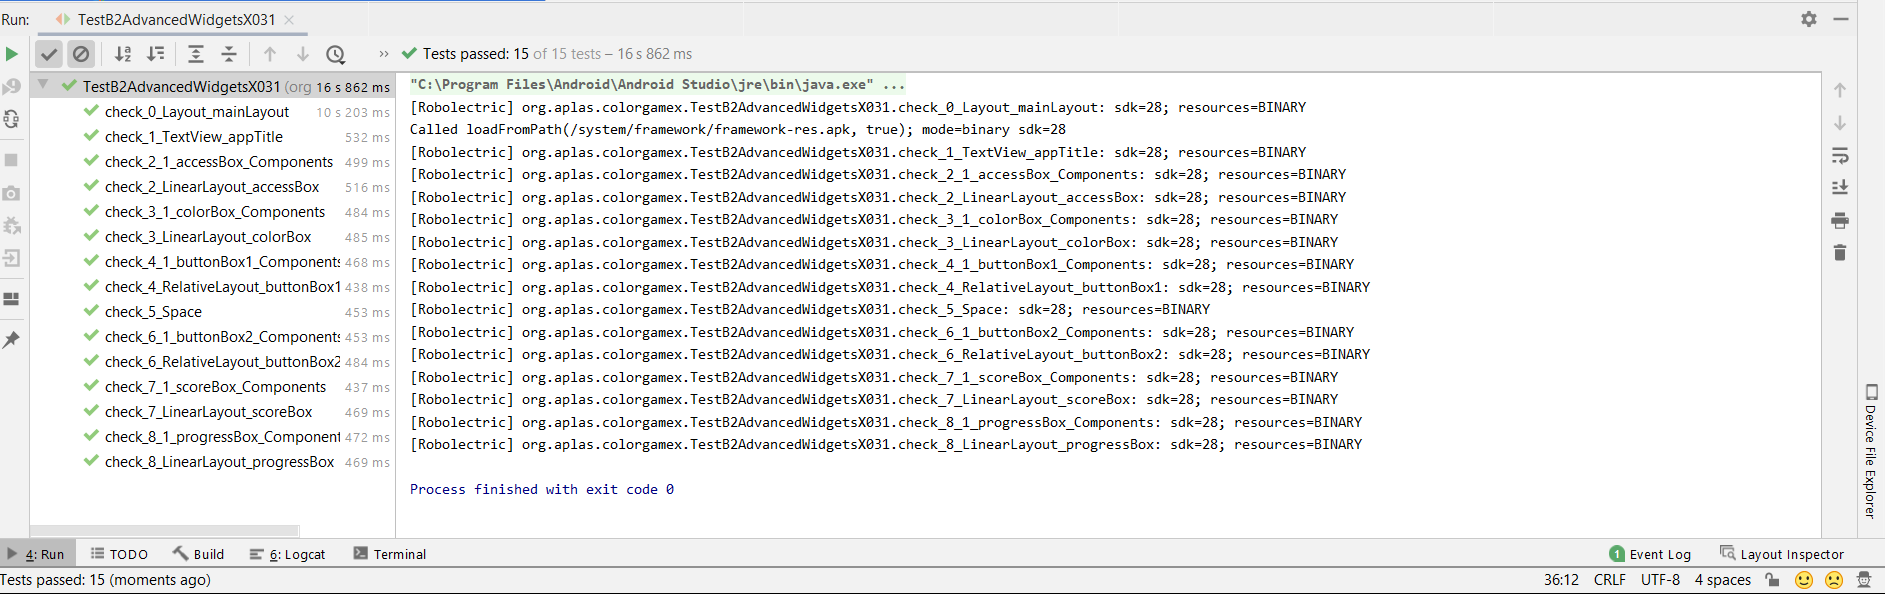 Run: TestB2AdvancedWidgetsX031
Tests passed: 15 of 15 tests – 16 s 862 ms
TestB2AdvancedWidgetsX031 (org 16 s 862 ms
check_0_Layout_mainLayout 10 s 203 ms
check_1_TextView_appTitle 532 ms
check_2_1_accessBox_Components 499 ms
check_2_LinearLayout_accessBox 516 ms
check_3_1_colorBox_Components 484 ms
check_3_LinearLayout_colorBox 485 ms
check_4_1_buttonBox1_Components 468 ms
check_4_RelativeLayout_buttonBox1 438 ms
check_5_Space 453 ms
check_6_1_buttonBox2_Components 453 ms
check_6_RelativeLayout_buttonBox2 484 ms
check_7_1_scoreBox_Components 437 ms
check_7_LinearLayout_scoreBox 469 ms
check_8_1_progressBox_Component 472 ms
check_8_LinearLayout_progressBox 469 ms
"C:\Program Files\Android\Android Studio\jre\bin\java.exe" ...
[Robolectric] org.aplas.colorgamex.TestB2AdvancedWidgetsX031.check_0_Layout_mainLayout: sdk=28; resources=BINARY
Called loadFromPath(/system/framework/framework-res.apk, true); mode=binary sdk=28
[Robolectric] org.aplas.colorgamex.TestB2AdvancedWidgetsX031.check_1_TextView_appTitle: sdk=28; resources=BINARY
[Robolectric] org.aplas.colorgamex.TestB2AdvancedWidgetsX031.check_2_1_accessBox_Components: sdk=28; resources=BINARY
[Robolectric] org.aplas.colorgamex.TestB2AdvancedWidgetsX031.check_2_LinearLayout_accessBox: sdk=28; resources=BINARY
[Robolectric] org.aplas.colorgamex.TestB2AdvancedWidgetsX031.check_3_1_colorBox_Components: sdk=28; resources=BINARY
[Robolectric] org.aplas.colorgamex.TestB2AdvancedWidgetsX031.check_3_LinearLayout_colorBox: sdk=28; resources=BINARY
[Robolectric] org.aplas.colorgamex.TestB2AdvancedWidgetsX031.check_4_1_buttonBox1_Components: sdk=28; resources=BINARY
[Robolectric] org.aplas.colorgamex.TestB2AdvancedWidgetsX031.check_4_RelativeLayout_buttonBox1: sdk=28; resources=BINARY
[Robolectric] org.aplas.colorgamex.TestB2AdvancedWidgetsX031.check_5_Space: sdk=28; resources=BINARY
[Robolectric] org.aplas.colorgamex.TestB2AdvancedWidgetsX031.check_6_1_buttonBox2_Components: sdk=28; resources=BINARY
[Robolectric] org.aplas.colorgamex.TestB2AdvancedWidgetsX031.check_6_RelativeLayout_buttonBox2: sdk=28; resources=BINARY
[Robolectric] org.aplas.colorgamex.TestB2AdvancedWidgetsX031.check_7_1_scoreBox_Components: sdk=28; resources=BINARY
[Robolectric] org.aplas.colorgamex.TestB2AdvancedWidgetsX031.check_7_LinearLayout_scoreBox: sdk=28; resources=BINARY
[Robolectric] org.aplas.colorgamex.TestB2AdvancedWidgetsX031.check_8_1_progressBox_Components: sdk=28; resources=BINARY
[Robolectric] org.aplas.colorgamex.TestB2AdvancedWidgetsX031.check_8_LinearLayout_progressBox: sdk=28; resources=BINARY
Process finished with exit code 0
Device File Explorer
4: Run TODO Build 6: Logcat Terminal 1 Event Log Layout Inspector
Tests passed: 15 (moments ago) 36:12 CRLF UTF-8 4 spaces